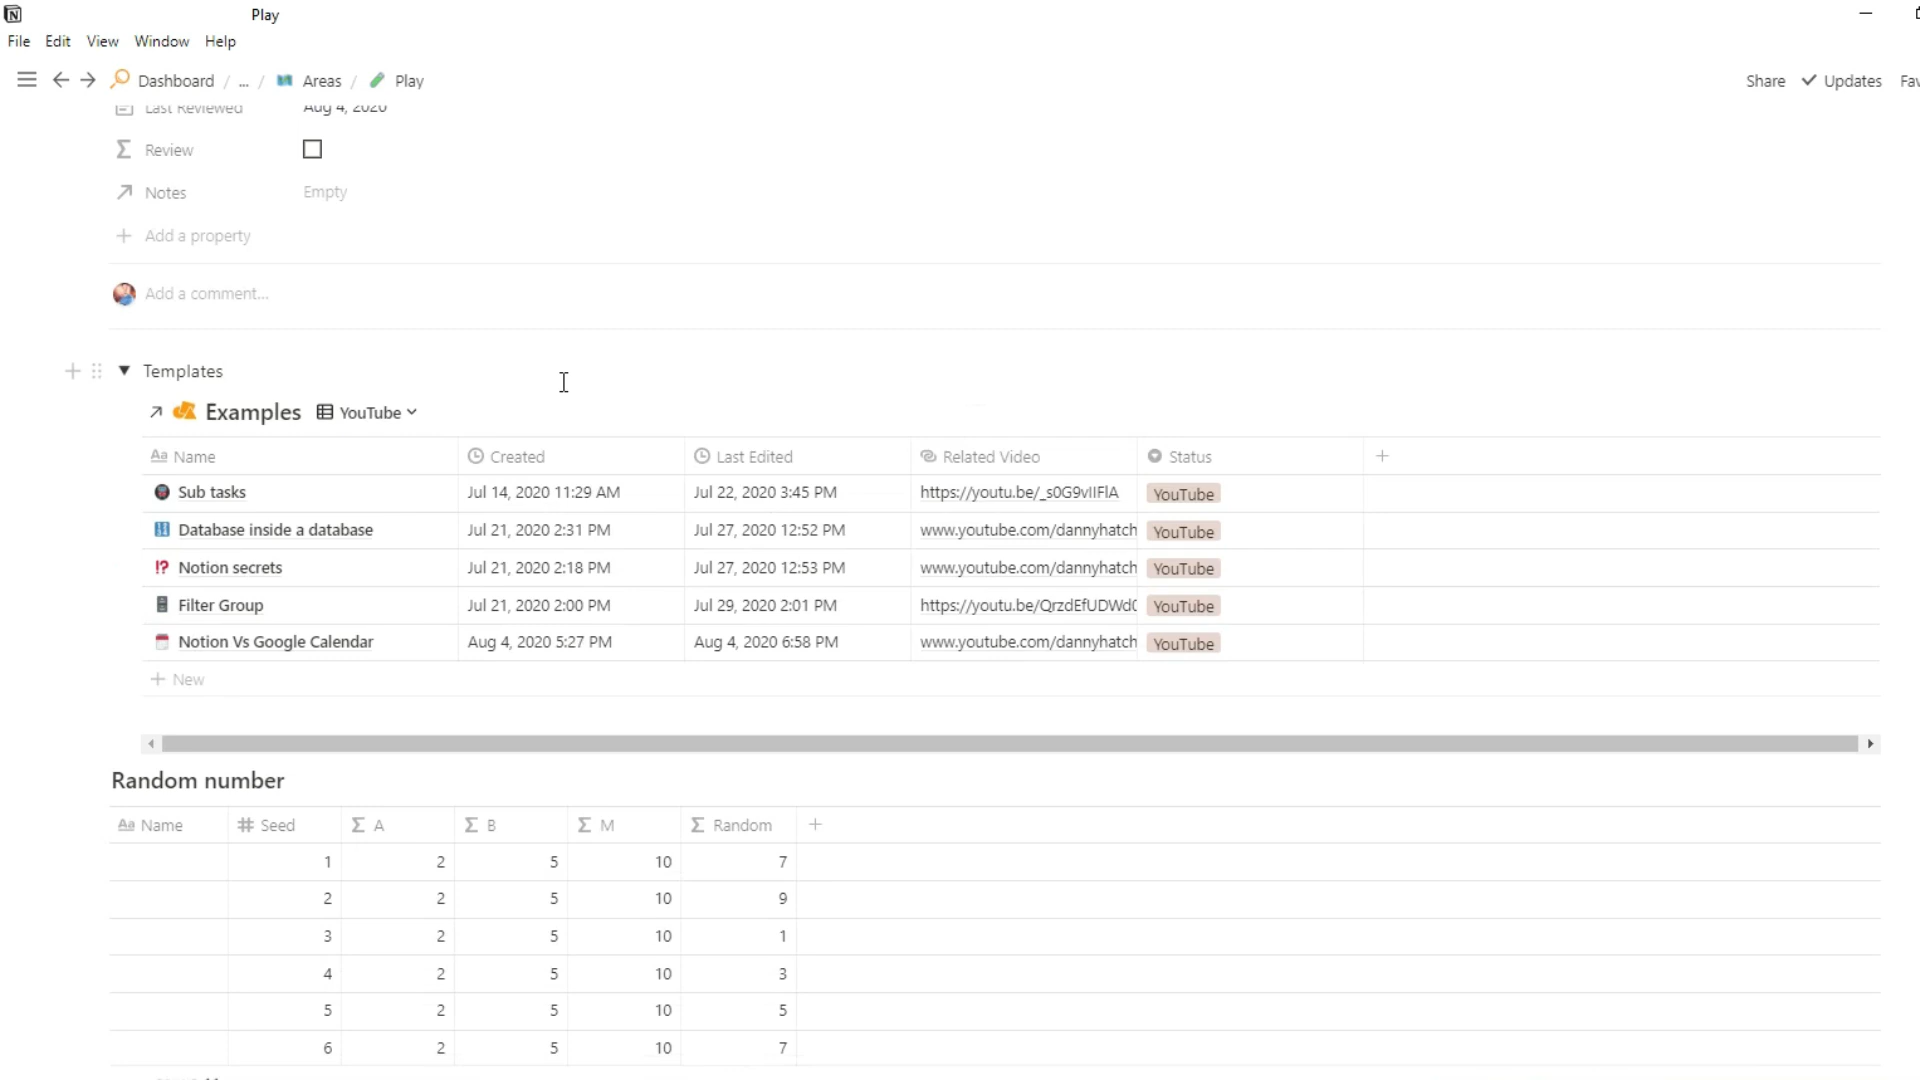 Play
File Edit View Window Help
Dashboard / ... / Areas / Play Share Updates Fav
Last Reviewed Aug 4, 2020
Review
Notes Empty
Add a property
Add a comment...
Templates
Examples YouTube
Aa Name Created Last Edited Related Video Status
Sub tasks Jul 14, 2020 11:29 AM Jul 22, 2020 3:45 PM https://youtu.be/_s0G9vIIFlA YouTube
Database inside a database Jul 21, 2020 2:31 PM Jul 27, 2020 12:52 PM www.youtube.com/dannyhatch YouTube
⁉ Notion secrets Jul 21, 2020 2:18 PM Jul 27, 2020 12:53 PM www.youtube.com/dannyhatch YouTube
Filter Group Jul 21, 2020 2:00 PM Jul 29, 2020 2:01 PM https://youtu.be/QrzdEfUDWd YouTube
Notion Vs Google Calendar Aug 4, 2020 5:27 PM Aug 4, 2020 6:58 PM www.youtube.com/dannyhatch YouTube
+ New
Random number
Aa Name # Seed Σ A Σ B Σ M Σ Random +
1 2 5 10 7
2 2 5 10 9
3 2 5 10 1
4 2 5 10 3
5 2 5 10 5
6 2 5 10 7